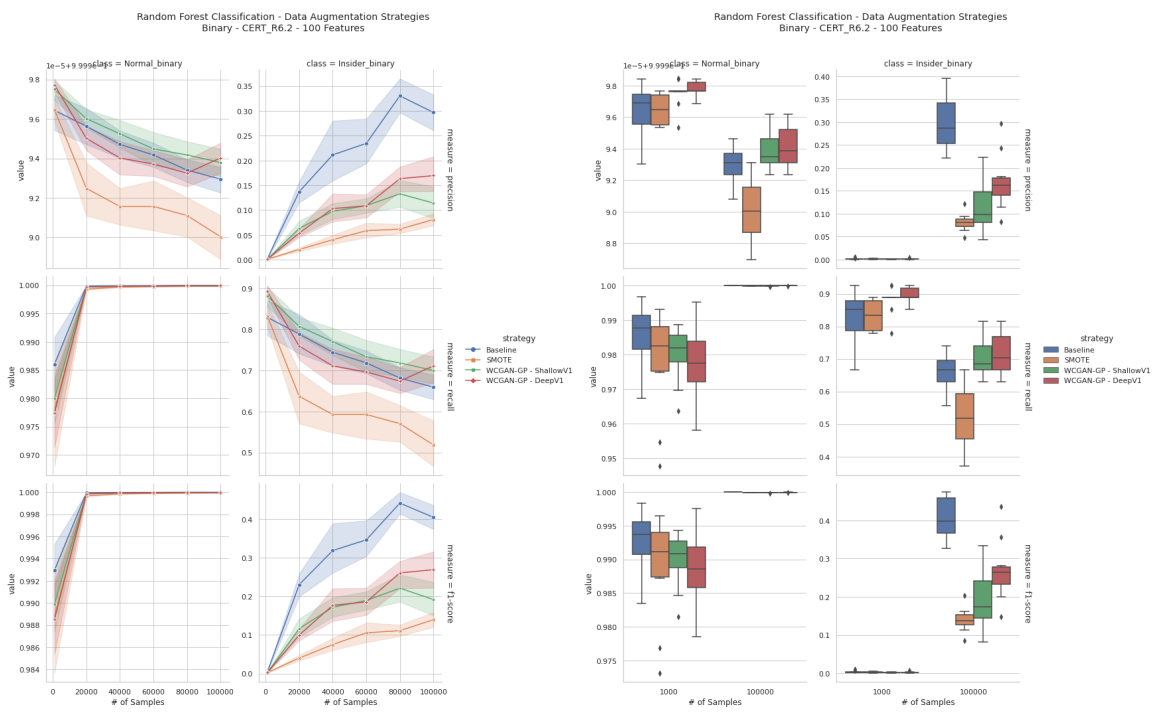 Random Forest Classification - Data Augmentation Strategies
Binary - CERT_R6.2 - 100 Features
class = Normal_binary
class = Insider_binary
9.8
9.6
9.4
9.2
9.0
value
0.35
0.30
0.25
0.20
0.15
0.10
0.05
0.00
measure = precision
1.000
0.995
0.990
0.985
0.980
0.975
0.970
value
0.9
0.8
0.7
0.6
0.5
measure = recall
strategy
Baseline
SMOTE
WCGAN-GP - ShallowV1
WCGAN-GP - DeepV1
1.000
0.998
0.996
0.994
0.992
0.990
0.988
0.986
0.984
value
0.4
0.3
0.2
0.1
0.0
measure = f1-score
0 20000 40000 60000 80000 100000
# of Samples
0 20000 40000 60000 80000 100000
# of Samples
Random Forest Classification - Data Augmentation Strategies
Binary - CERT_R6.2 - 100 Features
class = Normal_binary
class = Insider_binary
9.8
9.6
9.4
9.2
9.0
8.8
value
0.40
0.35
0.30
0.25
0.20
0.15
0.10
0.05
0.00
measure = precision
1.00
0.99
0.98
0.97
0.96
0.95
value
0.9
0.8
0.7
0.6
0.5
0.4
measure = recall
strategy
Baseline
SMOTE
WCGAN-GP - ShallowV1
WCGAN-GP - DeepV1
1.000
0.995
0.990
0.985
0.980
0.975
value
0.4
0.3
0.2
0.1
0.0
measure = f1-score
1000 100000
# of Samples
1000 100000
# of Samples